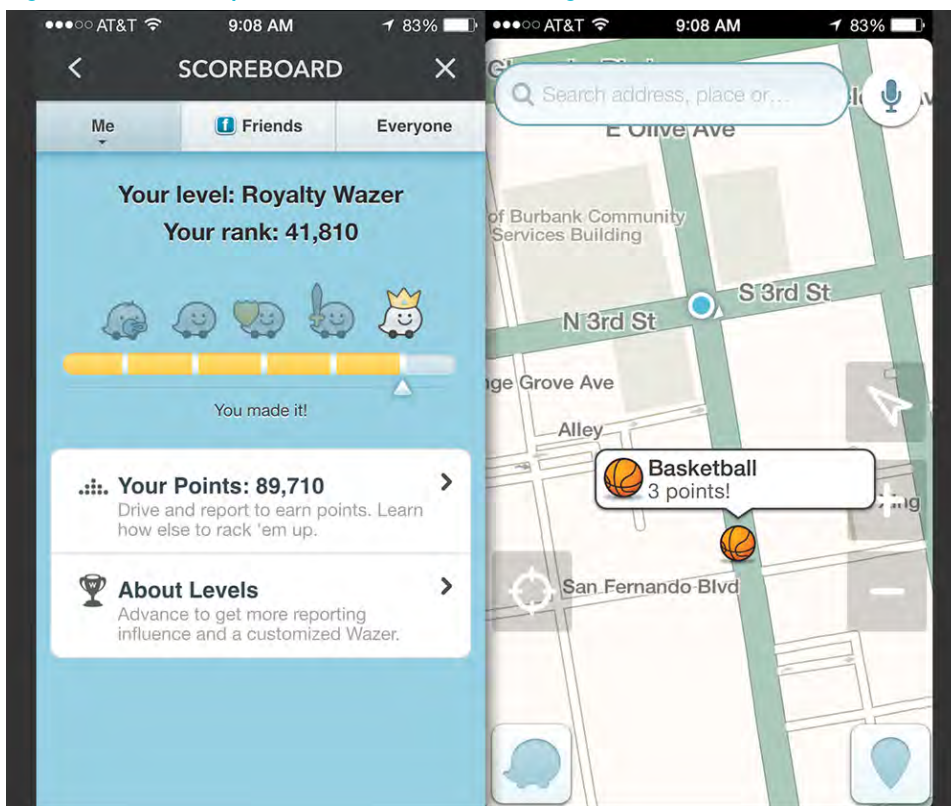 AT&T 9:08 AM 83%
SCOREBOARD
Me Friends Everyone
Your level: Royalty Wazer
Your rank: 41,810
You made it!
Your Points: 89,710
Drive and report to earn points. Learn
how else to rack 'em up.
About Levels
Advance to get more reporting
influence and a customized Wazer.
AT&T 9:08 AM 83%
Search address, place or...
E Olive Ave
of Burbank Community
Services Building
S 3rd St
N 3rd St
nge Grove Ave
Alley
Basketball
3 points!
San Fernando Blvd